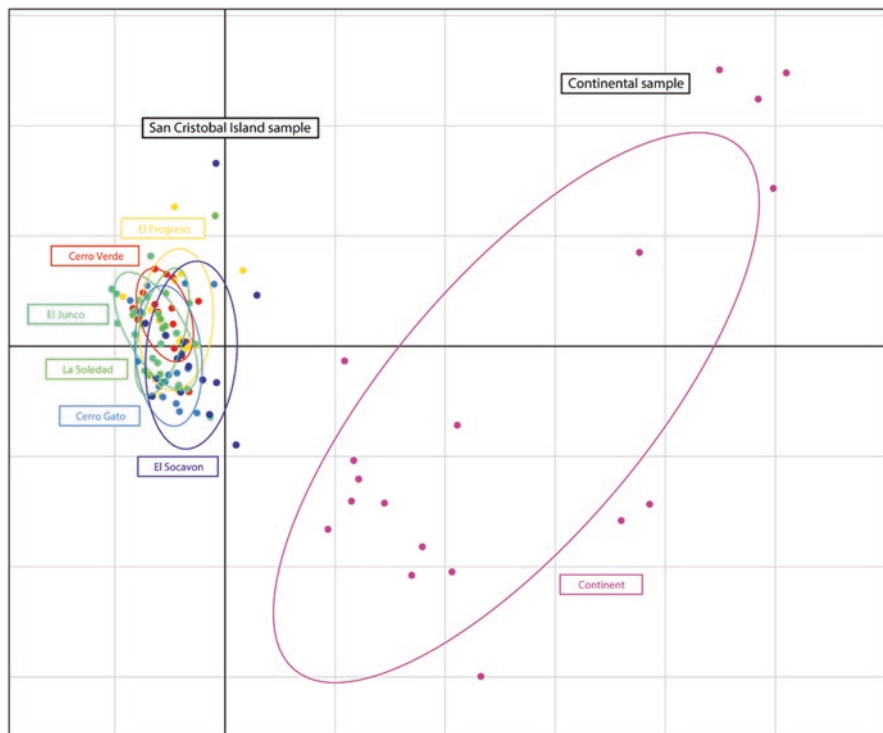 Continental sample
San Cristobal Island sample
El Progreso
Cerro Verde
El Junco
La Soledad
Cerro Gato
El Socavon
Continent